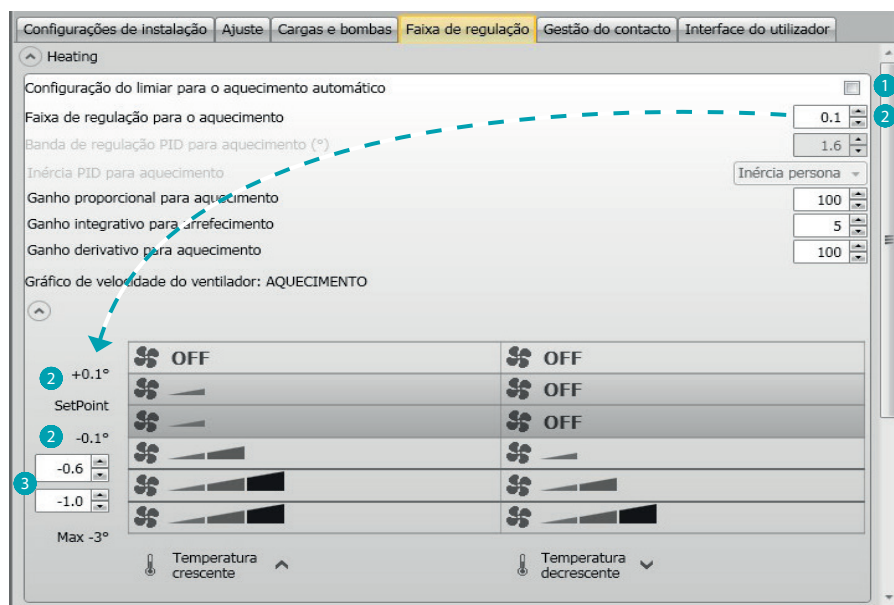 Configurações de instalação Ajuste Cargas e bombas Faixa de regulação Gestão do contacto Interface do utilizador
Heating
Configuração do limiar para o aquecimento automático 1
Faixa de regulação para o aquecimento 0.1 2
Banda de regulação PID para aquecimento (°) 1.6
Inércia PID para aquecimento Inércia persona
Ganho proporcional para aquecimento 100
Ganho integrativo para arrefecimento 5
Ganho derivativo para aquecimento 100
Gráfico de velocidade do ventilador: AQUECIMENTO
OFF OFF
2 +0.1°
OFF
SetPoint
OFF
2 -0.1°
-0.6
3
-1.0
Max -3°
Temperatura crescente
Temperatura decrescente